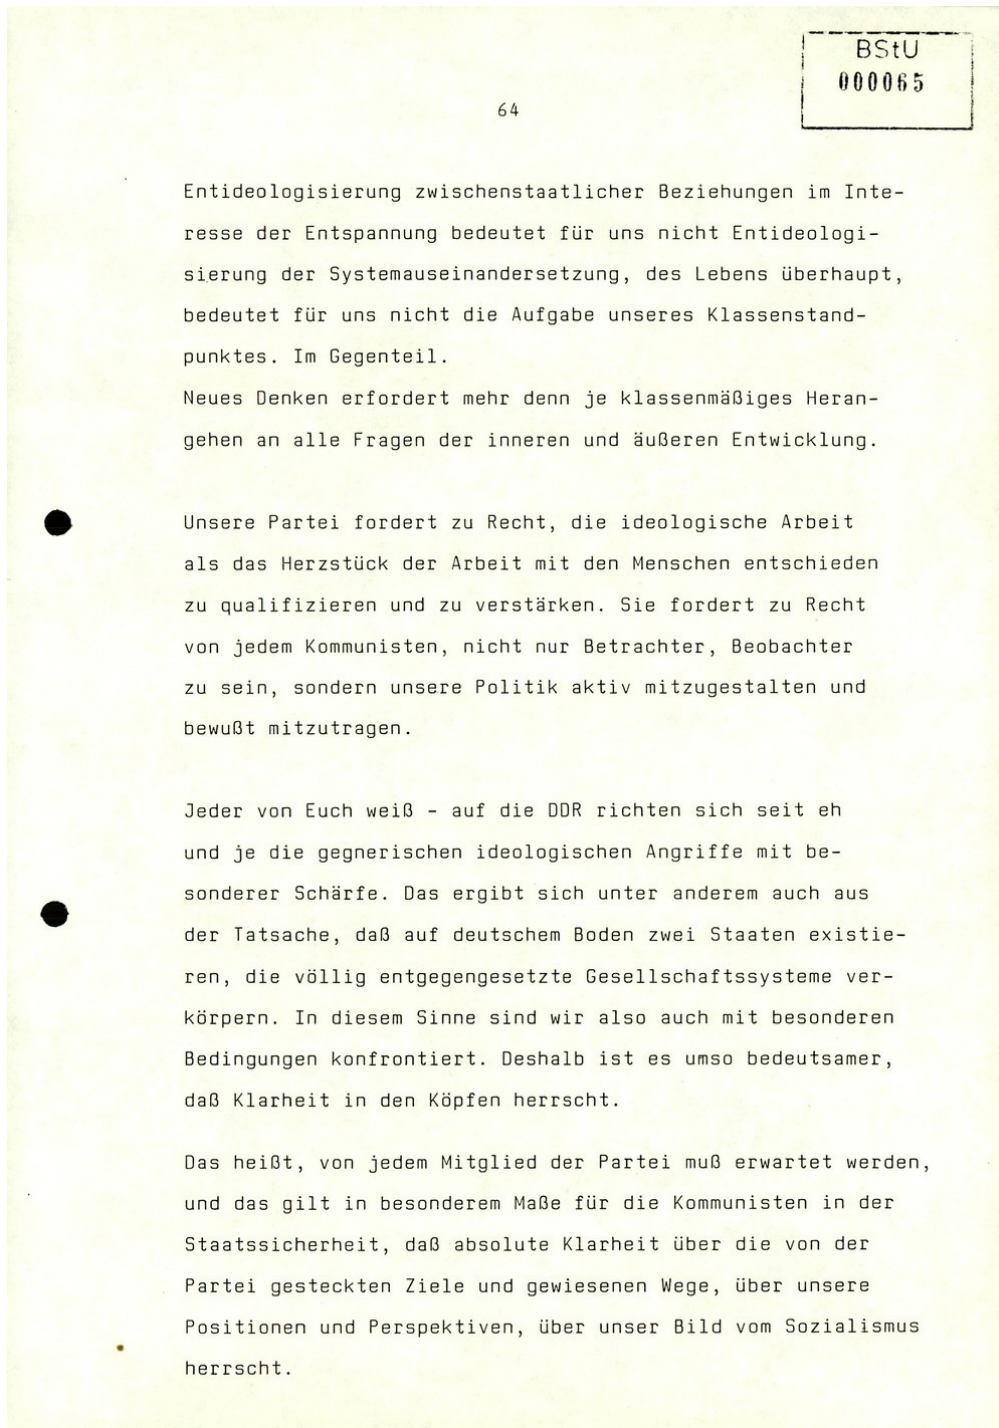 BStU
000065
64
Entideologisierung zwischenstaatlicher Beziehungen im Inte-
resse der Entspannung bedeutet für uns nicht Entideologi-
sierung der Systemauseinandersetzung, des Lebens überhaupt,
bedeutet für uns nicht die Aufgabe unseres Klassenstand-
punktes. Im Gegenteil.
Neues Denken erfordert mehr denn je klassenmäßiges Heran-
gehen an alle Fragen der inneren und äußeren Entwicklung.
Unsere Partei fordert zu Recht, die ideologische Arbeit
als das Herzstück der Arbeit mit den Menschen entschieden
zu qualifizieren und zu verstärken. Sie fordert zu Recht
von jedem Kommunisten, nicht nur Betrachter, Beobachter
zu sein, sondern unsere Politik aktiv mitzugestalten und
bewußt mitzutragen.
Jeder von Euch weiß - auf die DDR richten sich seit eh
und je die gegnerischen ideologischen Angriffe mit be-
sonderer Schärfe. Das ergibt sich unter anderem auch aus
der Tatsache, daß auf deutschem Boden zwei Staaten existie-
ren, die völlig entgegengesetzte Gesellschaftssysteme ver-
körpern. In diesem Sinne sind wir also auch mit besonderen
Bedingungen konfrontiert. Deshalb ist es umso bedeutsamer,
daß Klarheit in den Köpfen herrscht.
Das heißt, von jedem Mitglied der Partei muß erwartet werden,
und das gilt in besonderem Maße für die Kommunisten in der
Staatssicherheit, daß absolute Klarheit über die von der
Partei gesteckten Ziele und gewiesenen Wege, über unsere
Positionen und Perspektiven, über unser Bild vom Sozialismus
herrscht.